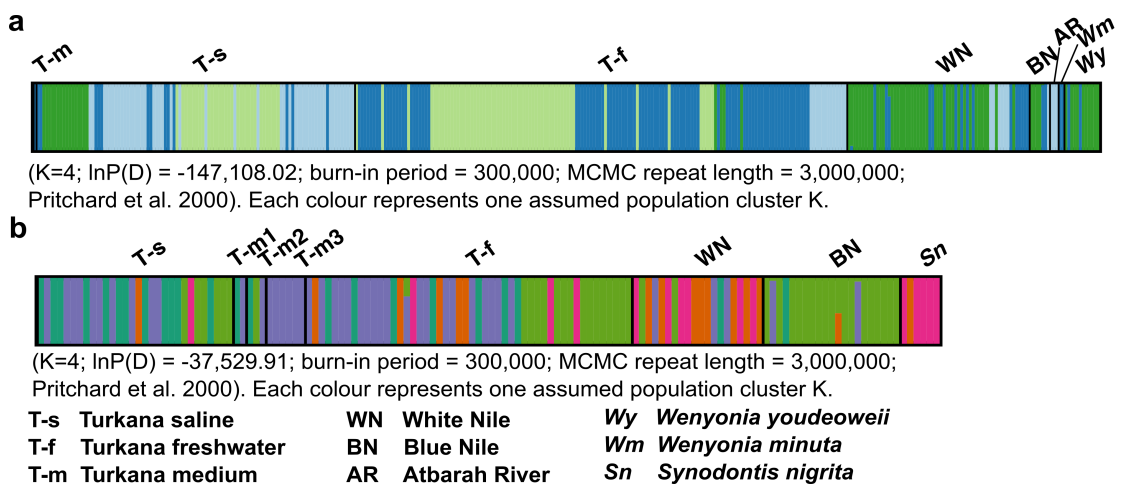 a
T-m T-s T-f WN BN AR Wm Wy
(K=4; lnP(D) = -147,108.02; burn-in period = 300,000; MCMC repeat length = 3,000,000;
Pritchard et al. 2000). Each colour represents one assumed population cluster K.
b
T-s T-m1 T-m2 T-m3 T-f WN BN Sn
(K=4; lnP(D) = -37,529.91; burn-in period = 300,000; MCMC repeat length = 3,000,000;
Pritchard et al. 2000). Each colour represents one assumed population cluster K.
T-s Turkana saline WN White Nile Wy Wenyonia youdeoweii
T-f Turkana freshwater BN Blue Nile Wm Wenyonia minuta
T-m Turkana medium AR Atbarah River Sn Synodontis nigrita